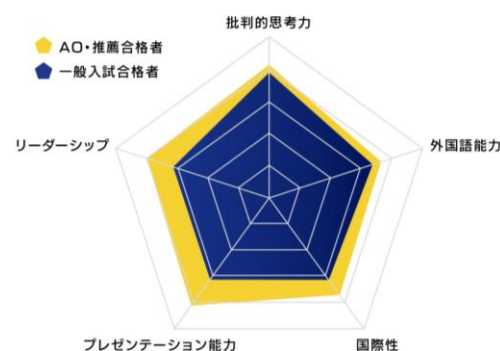 批判的思考力
AO・推薦合格者
一般入試合格者
リーダーシップ
外国語能力
プレゼンテーション能力
国際性